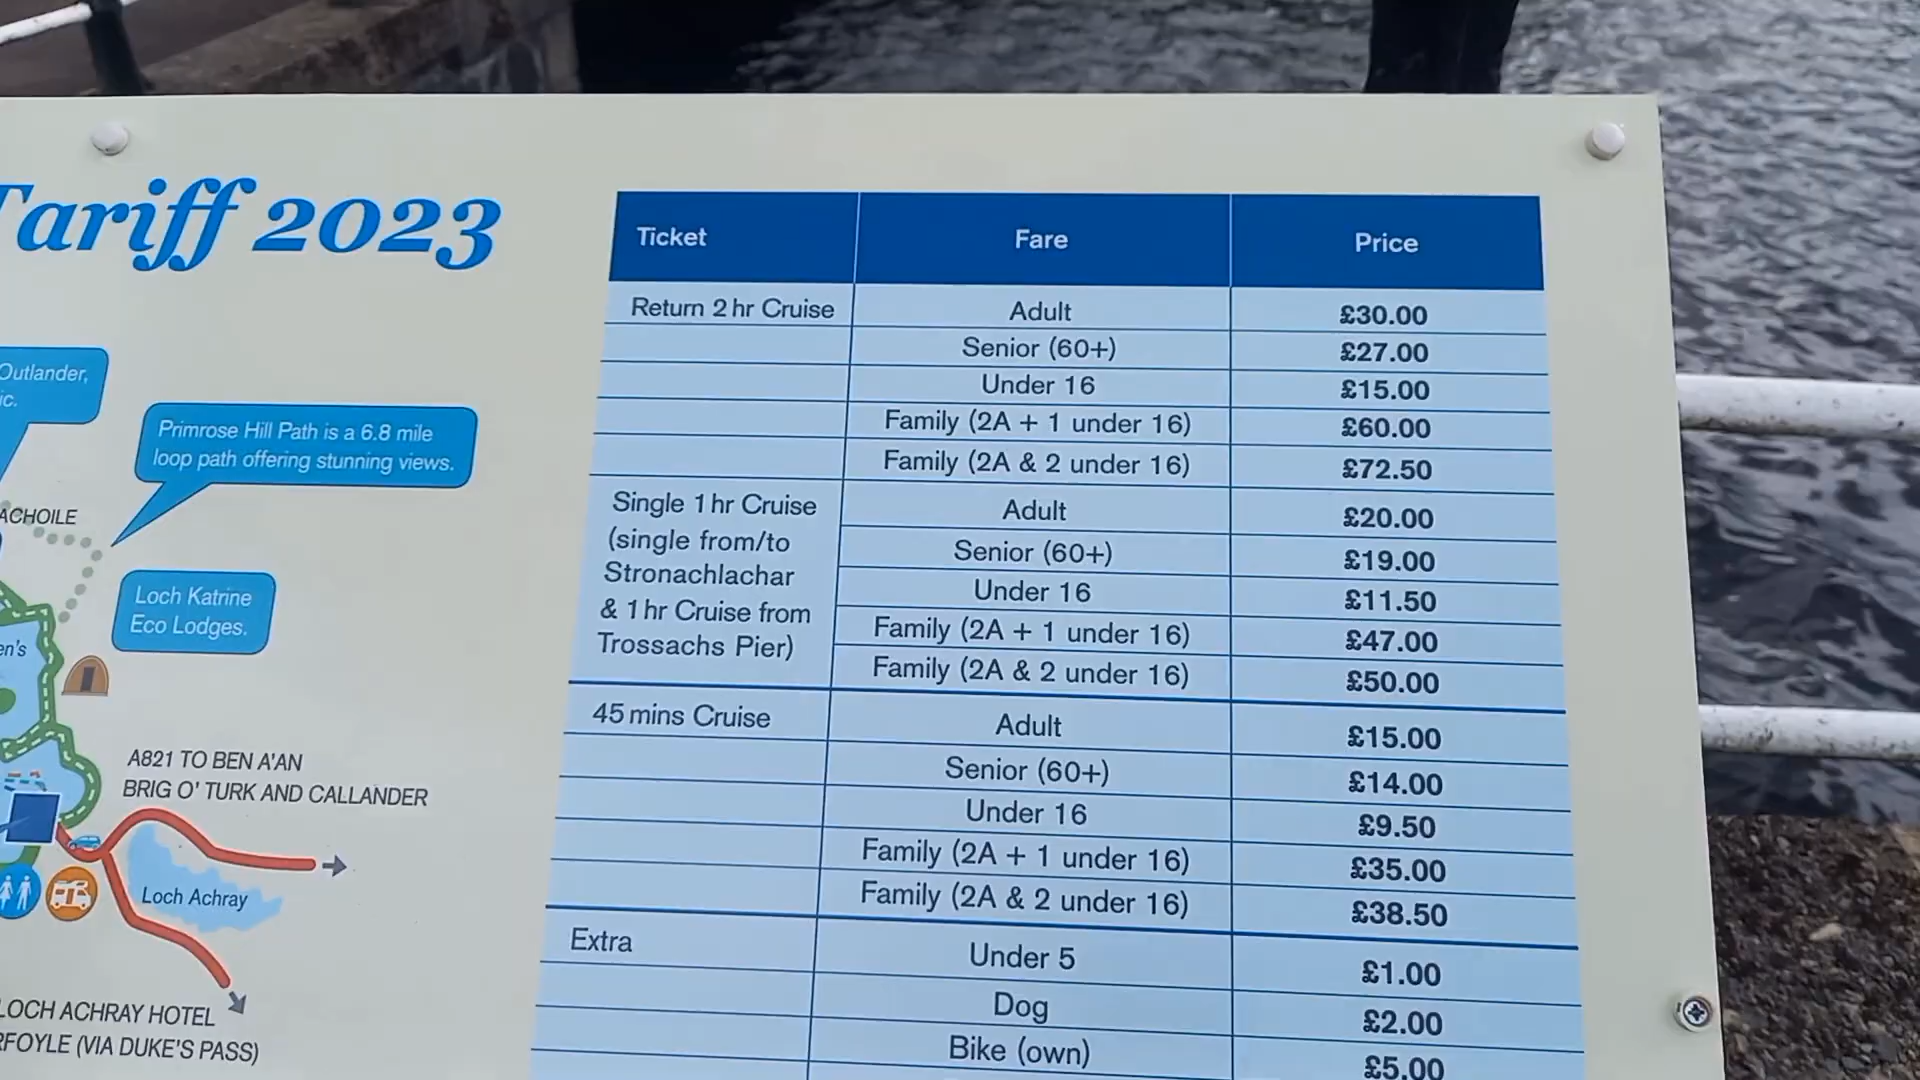 Tariff 2023
Outlander,
ic.
Primrose Hill Path is a 6.8 mile
loop path offering stunning views.
ACHOILE
Loch Katrine
Eco Lodges.
en's
A821 TO BEN A'AN
BRIG O' TURK AND CALLANDER
Loch Achray
LOCH ACHRAY HOTEL
RFOYLE (VIA DUKE'S PASS)
Ticket Fare Price
Return 2 hr Cruise Adult £30.00
Senior (60+) £27.00
Under 16 £15.00
Family (2A + 1 under 16) £60.00
Family (2A & 2 under 16) £72.50
Single 1 hr Cruise
(single from/to
Stronachlachar
& 1 hr Cruise from
Trossachs Pier)
Adult £20.00
Senior (60+) £19.00
Under 16 £11.50
Family (2A + 1 under 16) £47.00
Family (2A & 2 under 16) £50.00
45 mins Cruise Adult £15.00
Senior (60+) £14.00
Under 16 £9.50
Family (2A + 1 under 16) £35.00
Family (2A & 2 under 16) £38.50
Extra Under 5 £1.00
Dog £2.00
Bike (own) £5.00